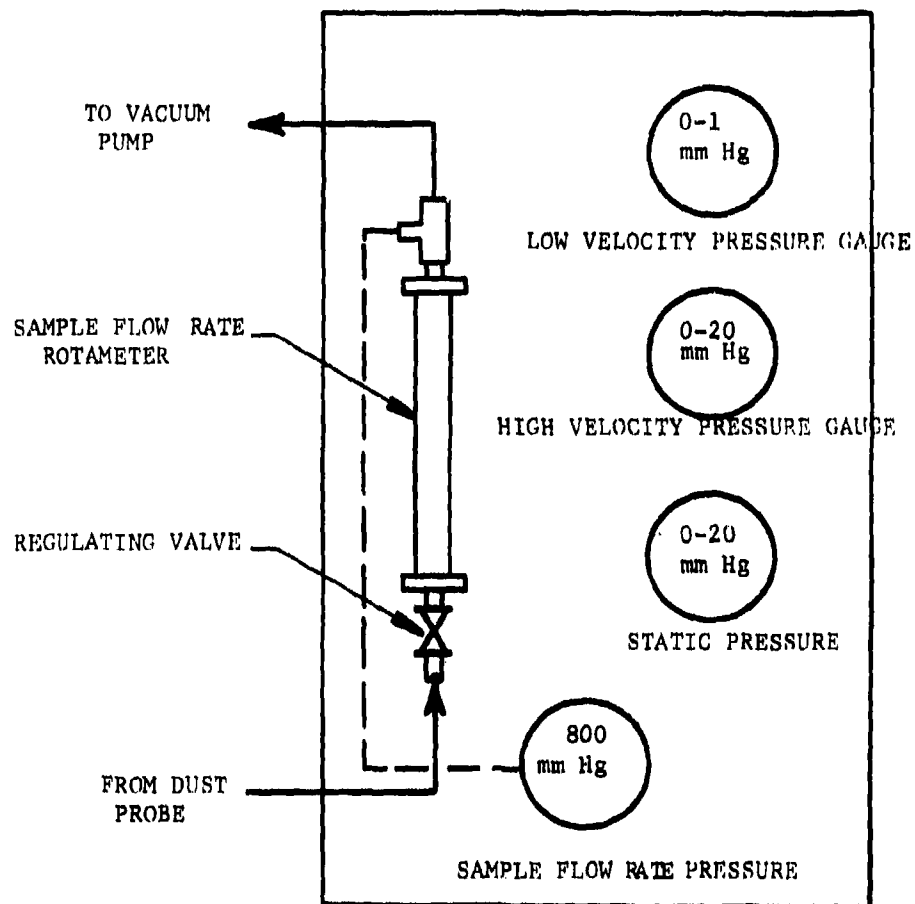 TO VACUUM
PUMP
0-1
mm Hg
LOW VELOCITY PRESSURE GAUGE
SAMPLE FLOW RATE
ROTAMETER
0-20
mm Hg
HIGH VELOCITY PRESSURE GAUGE
REGULATING VALVE
0-20
mm Hg
STATIC PRESSURE
800
mm Hg
FROM DUST
PROBE
SAMPLE FLOW RATE PRESSURE